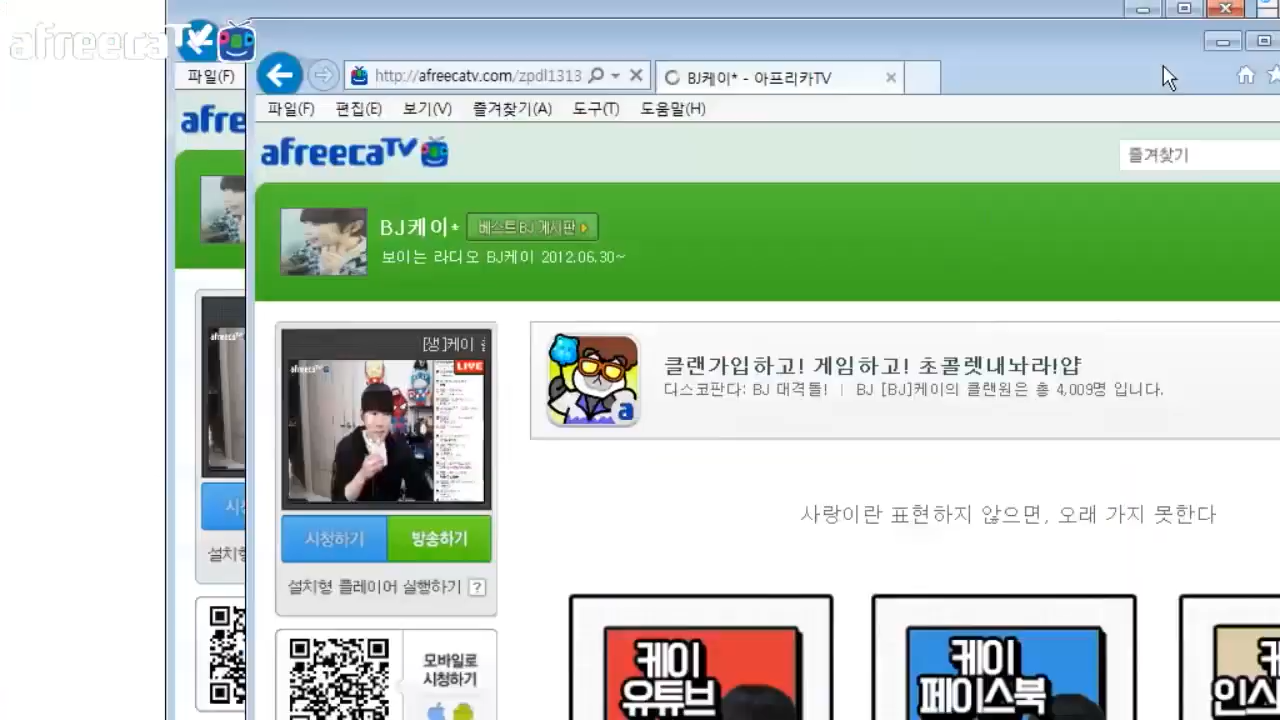 afreecaTV
파일(F)
afre
http://afreecatv.com/zpdl1313
BJ케이* - 아프리카TV
파일(F) 편집(E) 보기(V) 즐겨찾기(A) 도구(T) 도움말(H)
afreecaTV
즐겨찾기
BJ케이*
베스트BJ 게시판
보이는 라디오 BJ케이 2012.06.30~
[생]케이
afreecaTV
LIVE
시청하기
방송하기
설치형 플레이어 실행하기 ?
모바일로
시청하기
클랜가입하고! 게임하고! 초콜렛내놔라!얍
디스코판다: BJ 대격돌! | BJ [BJ]케이의 클랜원은 총 4,009명 입니다.
a
사랑이란 표현하지 않으면, 오래 가지 못한다
케이
유튜브
케이
페이스북